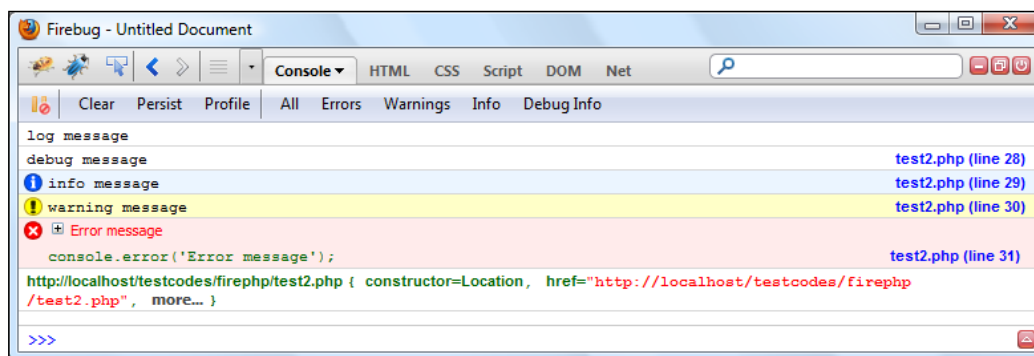 Firebug - Untitled Document
Console HTML CSS Script DOM Net
Clear Persist Profile All Errors Warnings Info Debug Info
log message
debug message test2.php (line 28)
info message test2.php (line 29)
warning message test2.php (line 30)
Error message
console.error('Error message'); test2.php (line 31)
http://localhost/testcodes/firephp/test2.php { constructor=Location, href="http://localhost/testcodes/firephp
/test2.php", more... }
>>>